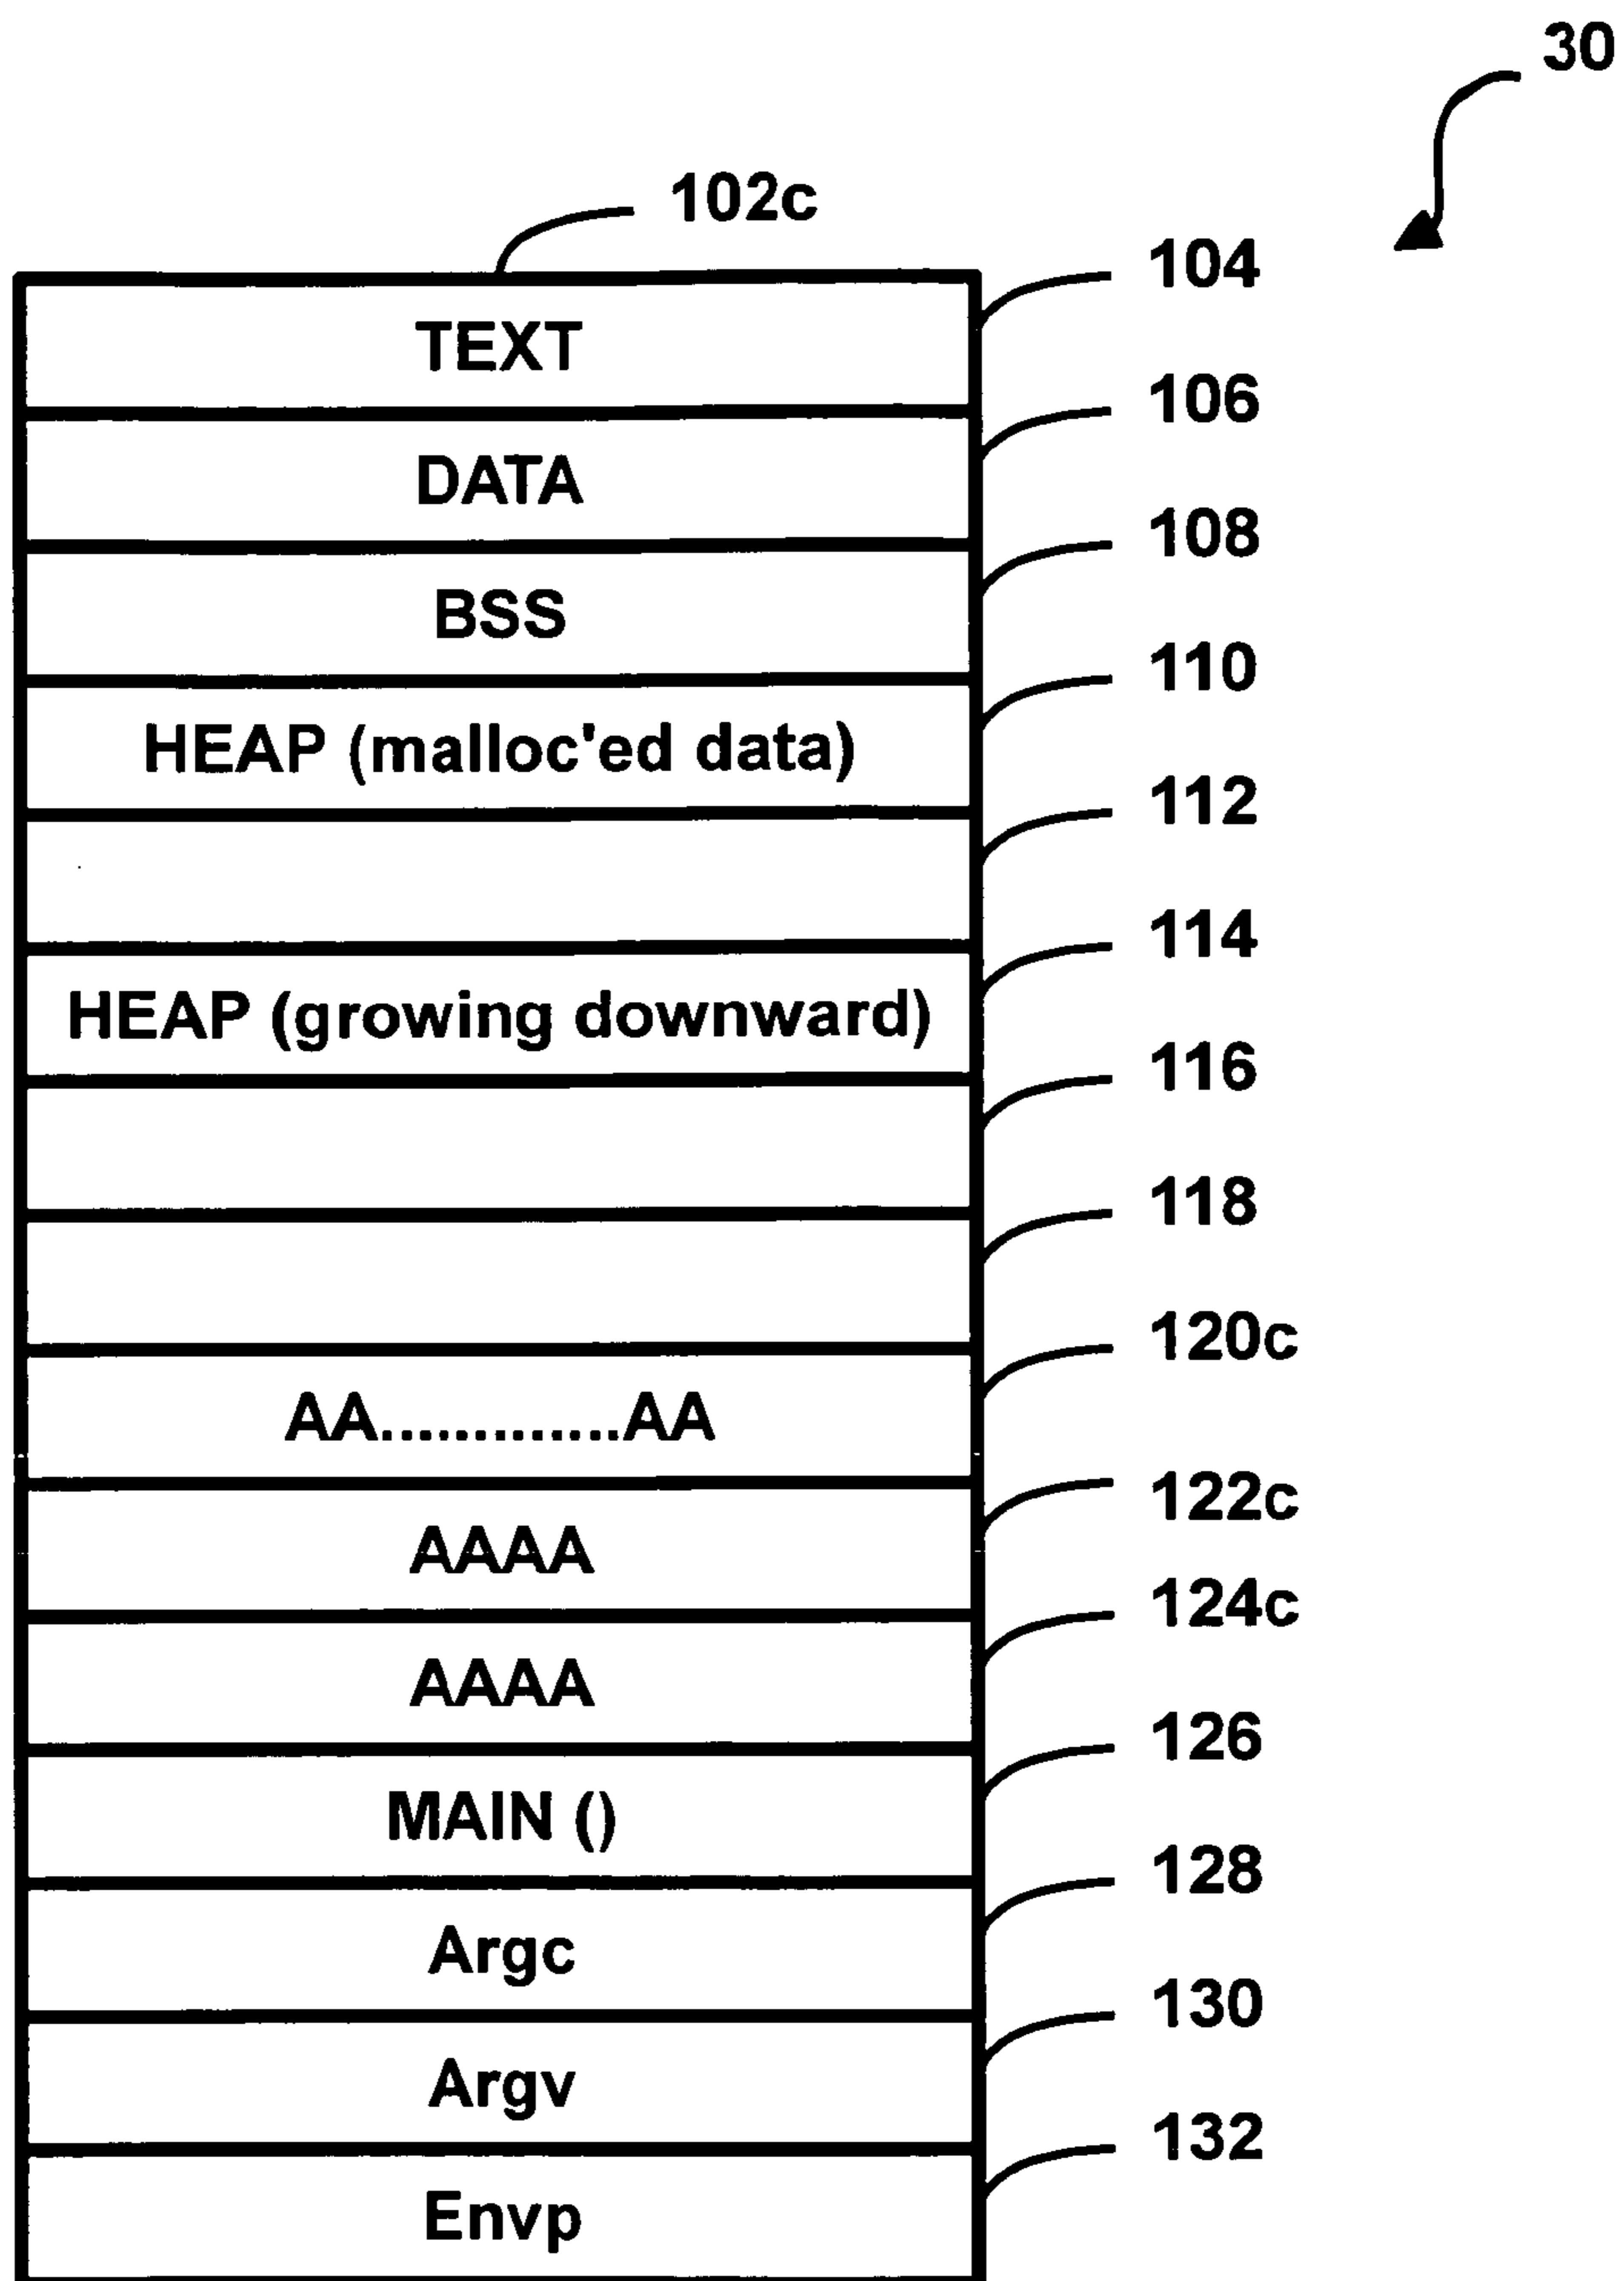 30
102c
104
TEXT
106
DATA
108
BSS
110
HEAP (malloc'ed data)
112
114
HEAP (growing downward)
116
118
120c
AA..............AA
122c
AAAA
124c
AAAA
126
MAIN ()
128
Argc
130
Argv
132
Envp